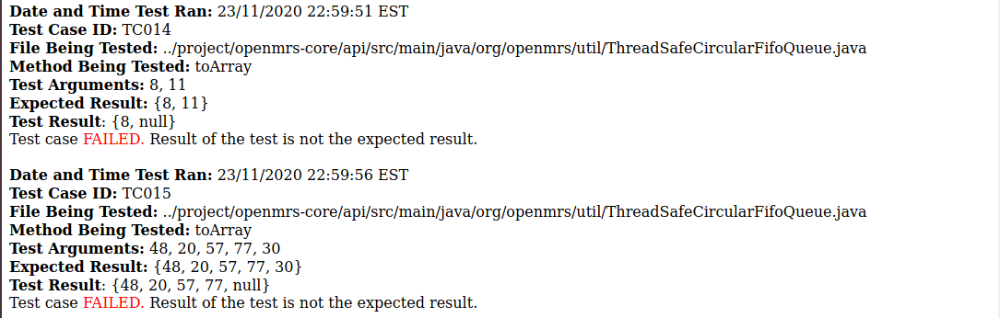 Date and Time Test Ran: 23/11/2020 22:59:51 EST
Test Case ID: TC014
File Being Tested: ../project/openmrs-core/api/src/main/java/org/openmrs/util/ThreadSafeCircularFifoQueue.java
Method Being Tested: toArray
Test Arguments: 8, 11
Expected Result: {8, 11}
Test Result: {8, null}
Test case FAILED. Result of the test is not the expected result.
Date and Time Test Ran: 23/11/2020 22:59:56 EST
Test Case ID: TC015
File Being Tested: ../project/openmrs-core/api/src/main/java/org/openmrs/util/ThreadSafeCircularFifoQueue.java
Method Being Tested: toArray
Test Arguments: 48, 20, 57, 77, 30
Expected Result: {48, 20, 57, 77, 30}
Test Result: {48, 20, 57, 77, null}
Test case FAILED. Result of the test is not the expected result.